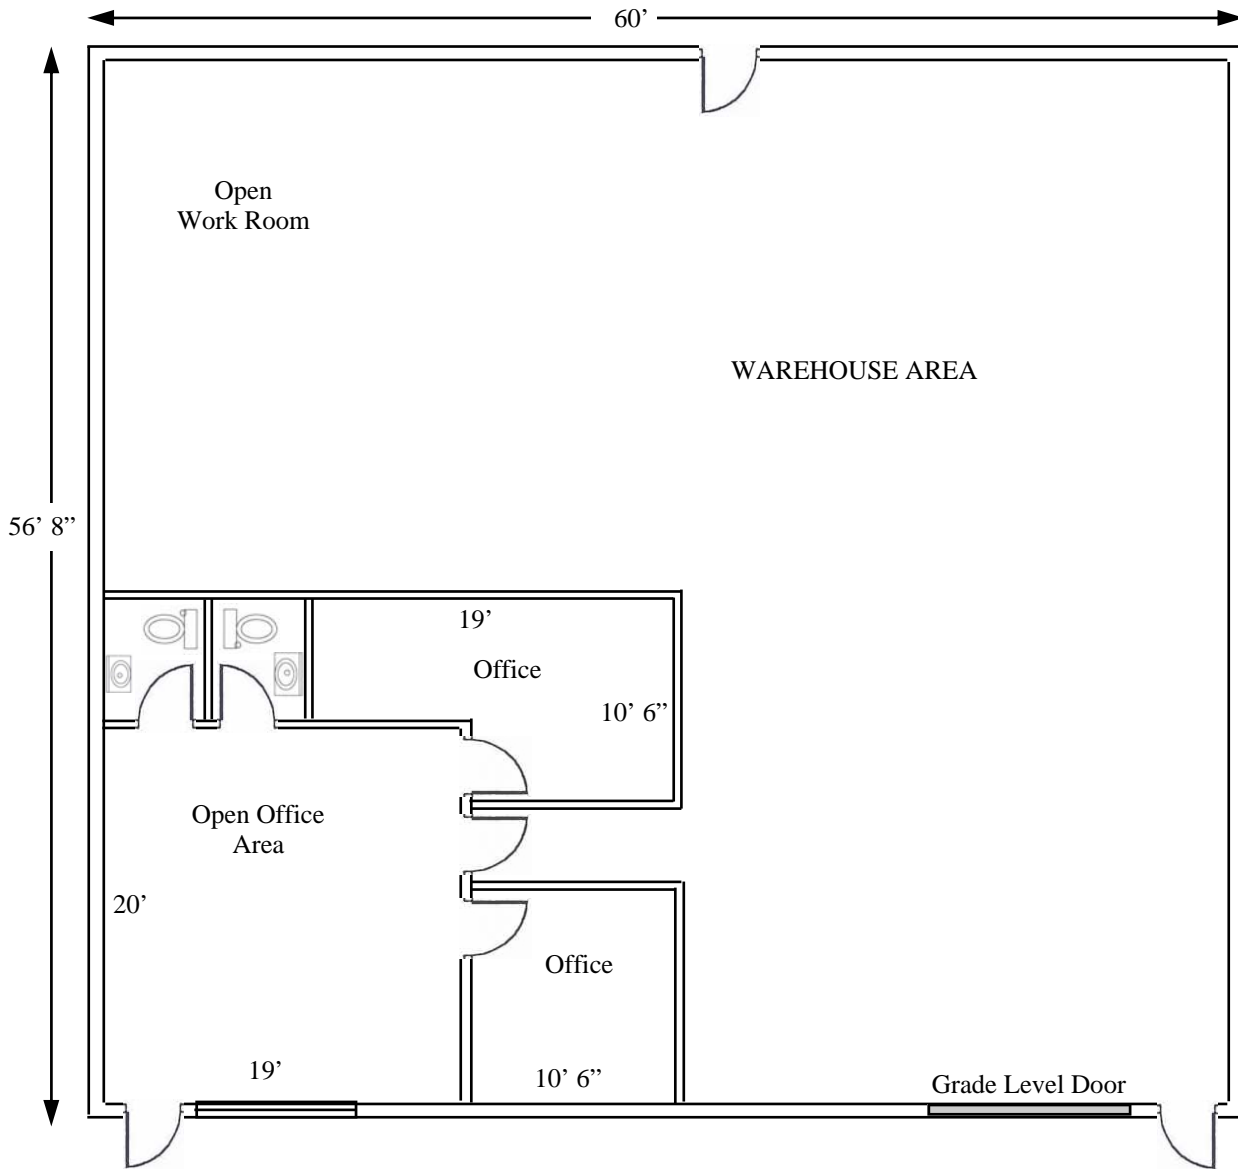 60’
Open
Work Room
WAREHOUSE AREA
56’ 8”
19’
Office
10’ 6”
Open Office
Area
20’
Office
19’
10’ 6”
Grade Level Door